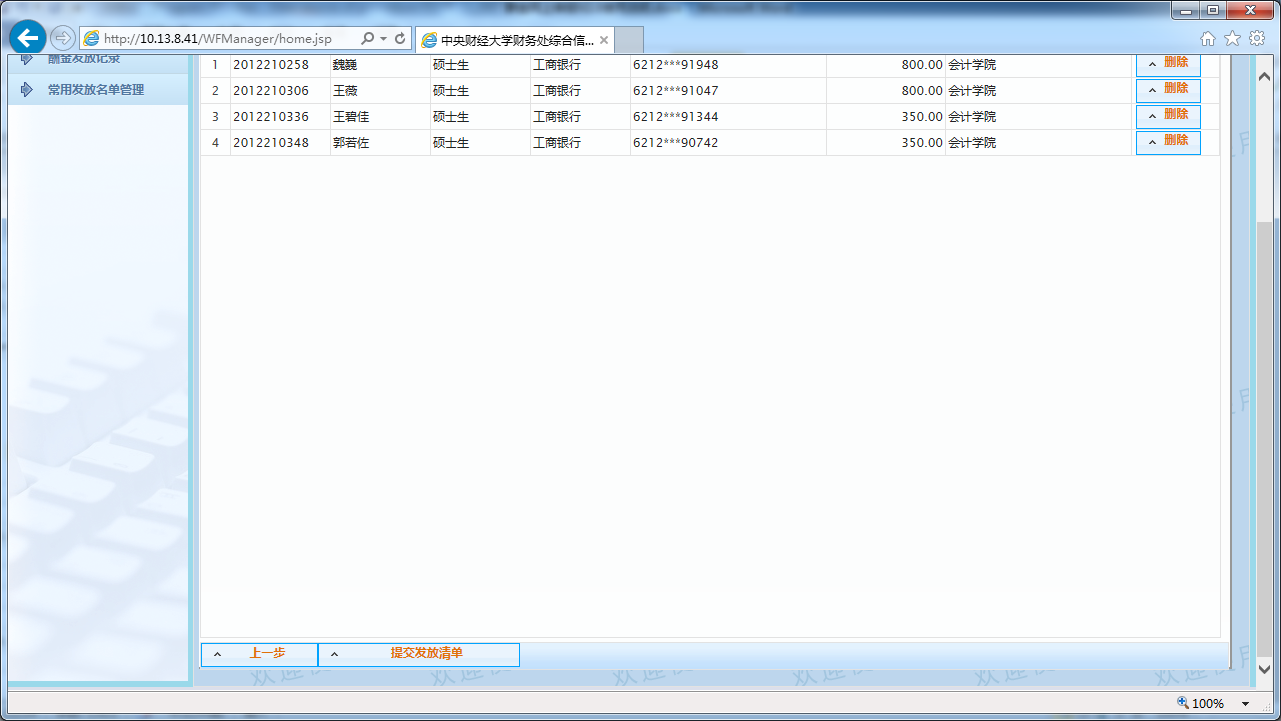 http://10.13.8.41/WFManager/home.jsp
中央财经大学财务处综合信...
酬金发放记录
常用发放名单管理
1 2012210258 魏巍 硕士生 工商银行 6212***91948 800.00 会计学院 删除
2 2012210306 王薇 硕士生 工商银行 6212***91047 800.00 会计学院 删除
3 2012210336 王碧佳 硕士生 工商银行 6212***91344 350.00 会计学院 删除
4 2012210348 郭若佐 硕士生 工商银行 6212***90742 350.00 会计学院 删除
上一步 提交发放清单
100%